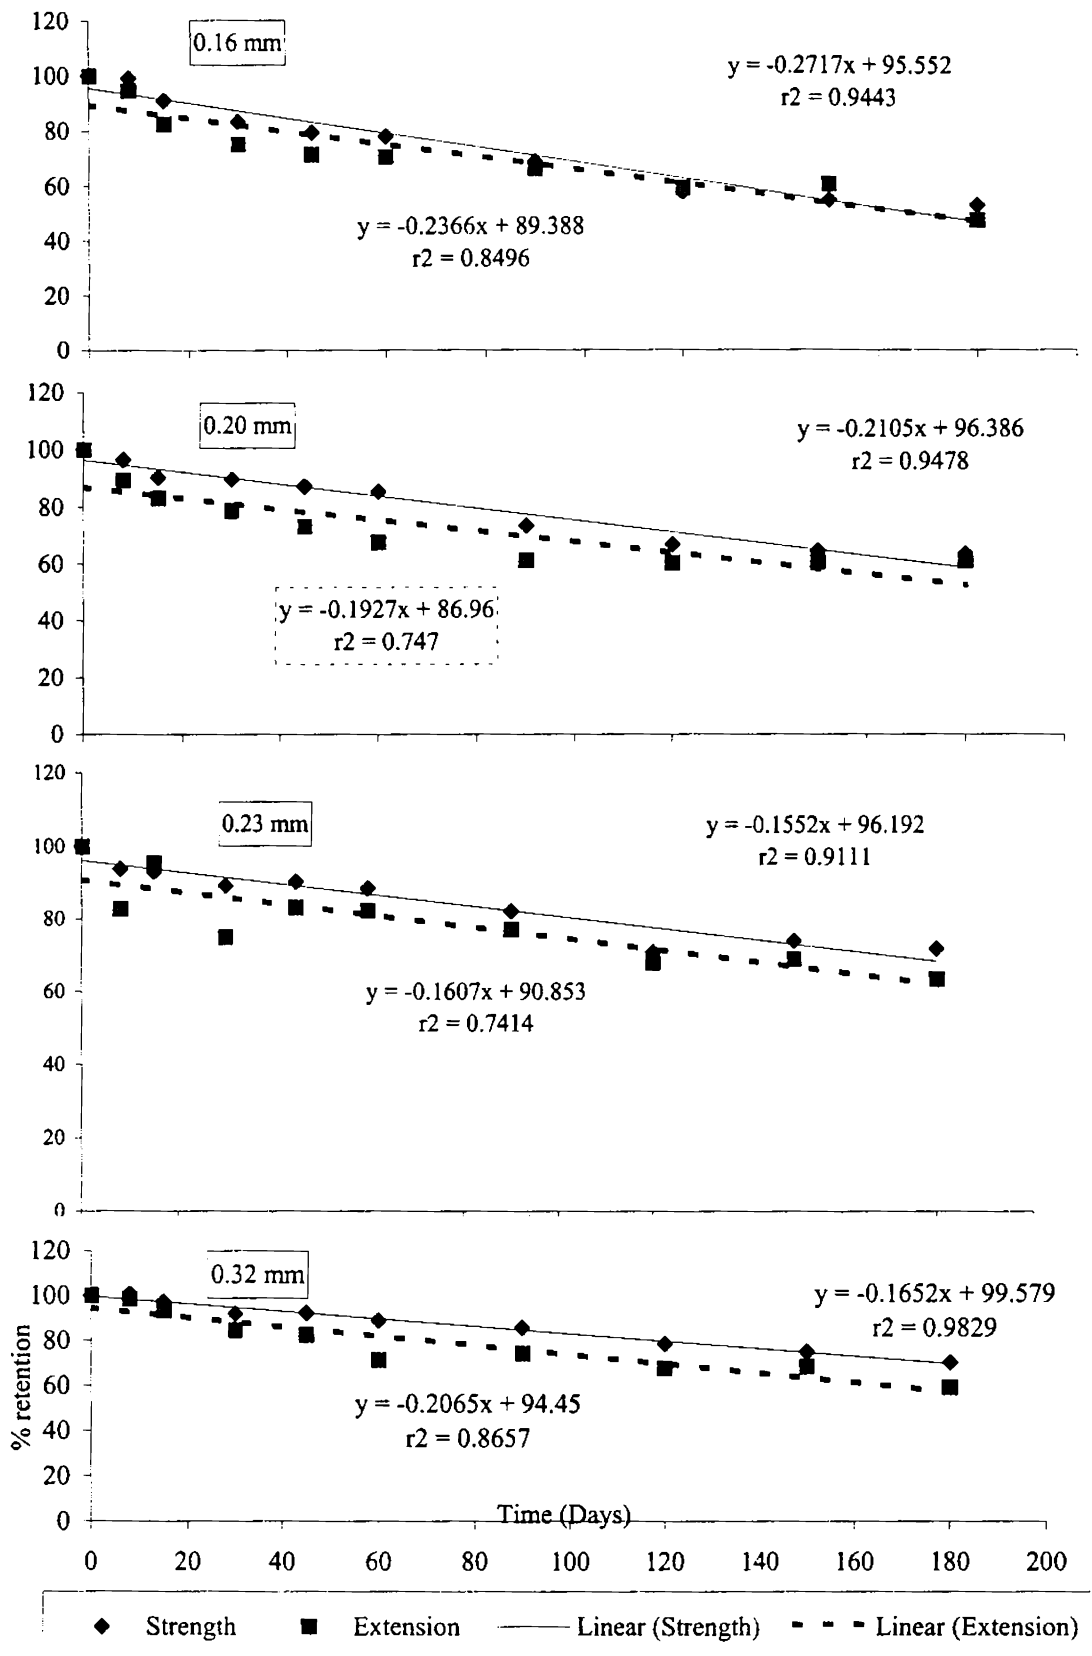 120
0.16 mm
y = -0.2717x + 95.552
r2 = 0.9443
100
80
60
y = -0.2366x + 89.388
r2 = 0.8496
40
20
0
120
0.20 mm
y = -0.2105x + 96.386
r2 = 0.9478
100
80
60
y = -0.1927x + 86.96
r2 = 0.747
40
20
0
120
0.23 mm
y = -0.1552x + 96.192
r2 = 0.9111
100
80
60
y = -0.1607x + 90.853
r2 = 0.7414
40
20
0
120
0.32 mm
y = -0.1652x + 99.579
r2 = 0.9829
100
80
60
y = -0.2065x + 94.45
r2 = 0.8657
40
20
0
% retention
Time (Days)
0 20 40 60 80 100 120 140 160 180 200
Strength Extension Linear (Strength) Linear (Extension)